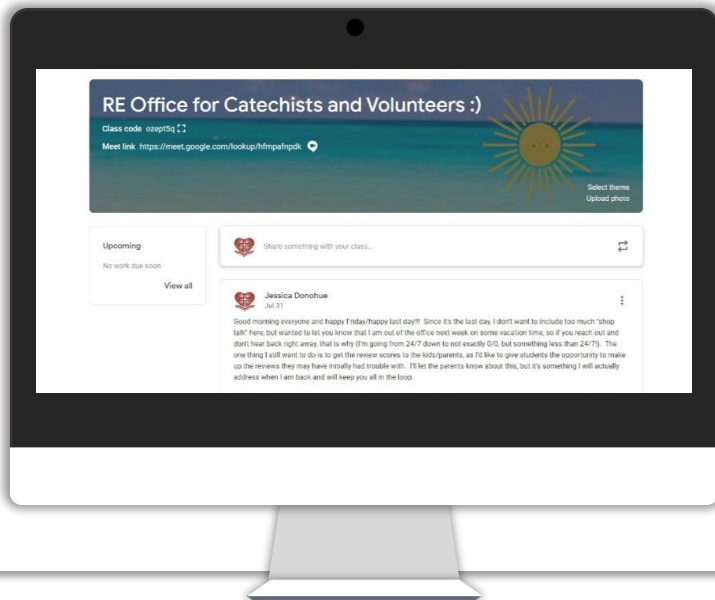 RE Office for Catechists and Volunteers :)
Class code ozept5q
Meet link https://meet.google.com/lookup/hfmpafnpdk
Select theme
Upload photo
Upcoming
No work due soon
View all
Share something with your class...
Jessica Donohue
Jul 31
Good morning everyone and happy Friday/happy last day!!! Since it's the last day, I don't want to include too much "shop
talk" here, but wanted to let you know that I am out of the office next week on some vacation time, so if you reach out and
don't hear back right away, that is why (I'm going from 24/7 down to not exactly 0/0, but something less than 24/7!). The
one thing I still want to do is to get the review scores to the kids/parents, as I'd like to give students the opportunity to make
up the reviews they may have initially had trouble with. I'll let the parents know about this, but it's something I will actually
address when I am back and will keep you all in the loop.